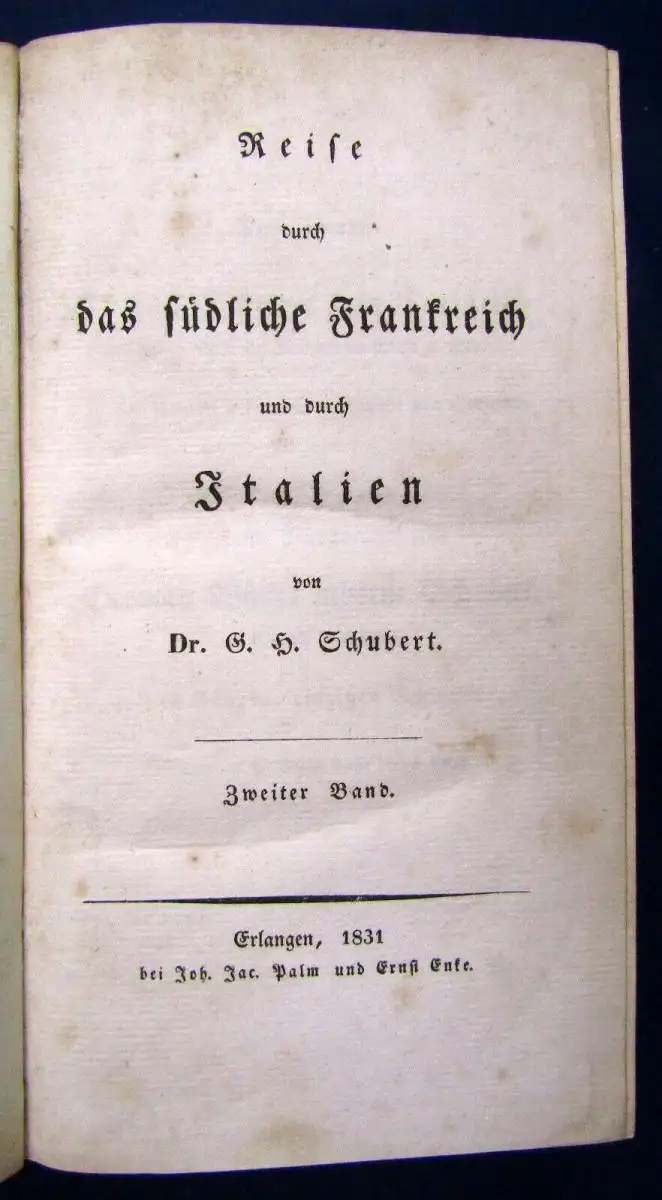 Reise
durch
das südliche Frankreich
und durch
Italien
von
Dr. G. H. Schubert.
Zweiter Band.
Erlangen, 1831
bei Joh. Jac. Palm und Ernst Enke.